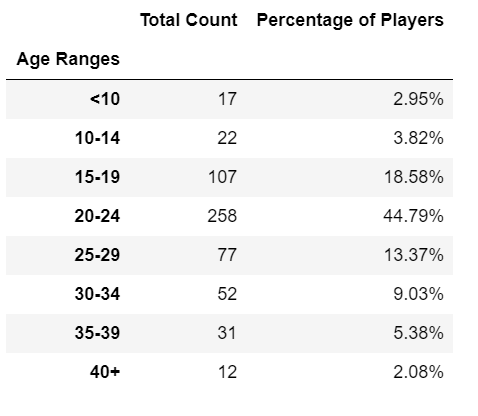 Total Count Percentage of Players
Age Ranges
<10 17 2.95%
10-14 22 3.82%
15-19 107 18.58%
20-24 258 44.79%
25-29 77 13.37%
30-34 52 9.03%
35-39 31 5.38%
40+ 12 2.08%